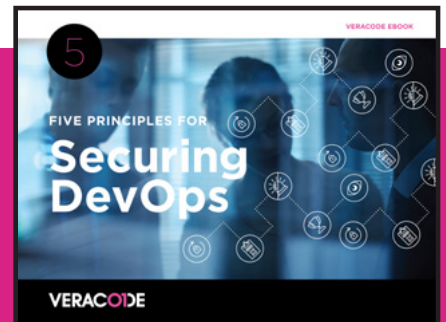 VERACODE EBOOK
5
FIVE PRINCIPLES FOR
Securing
DevOps
VERACODE